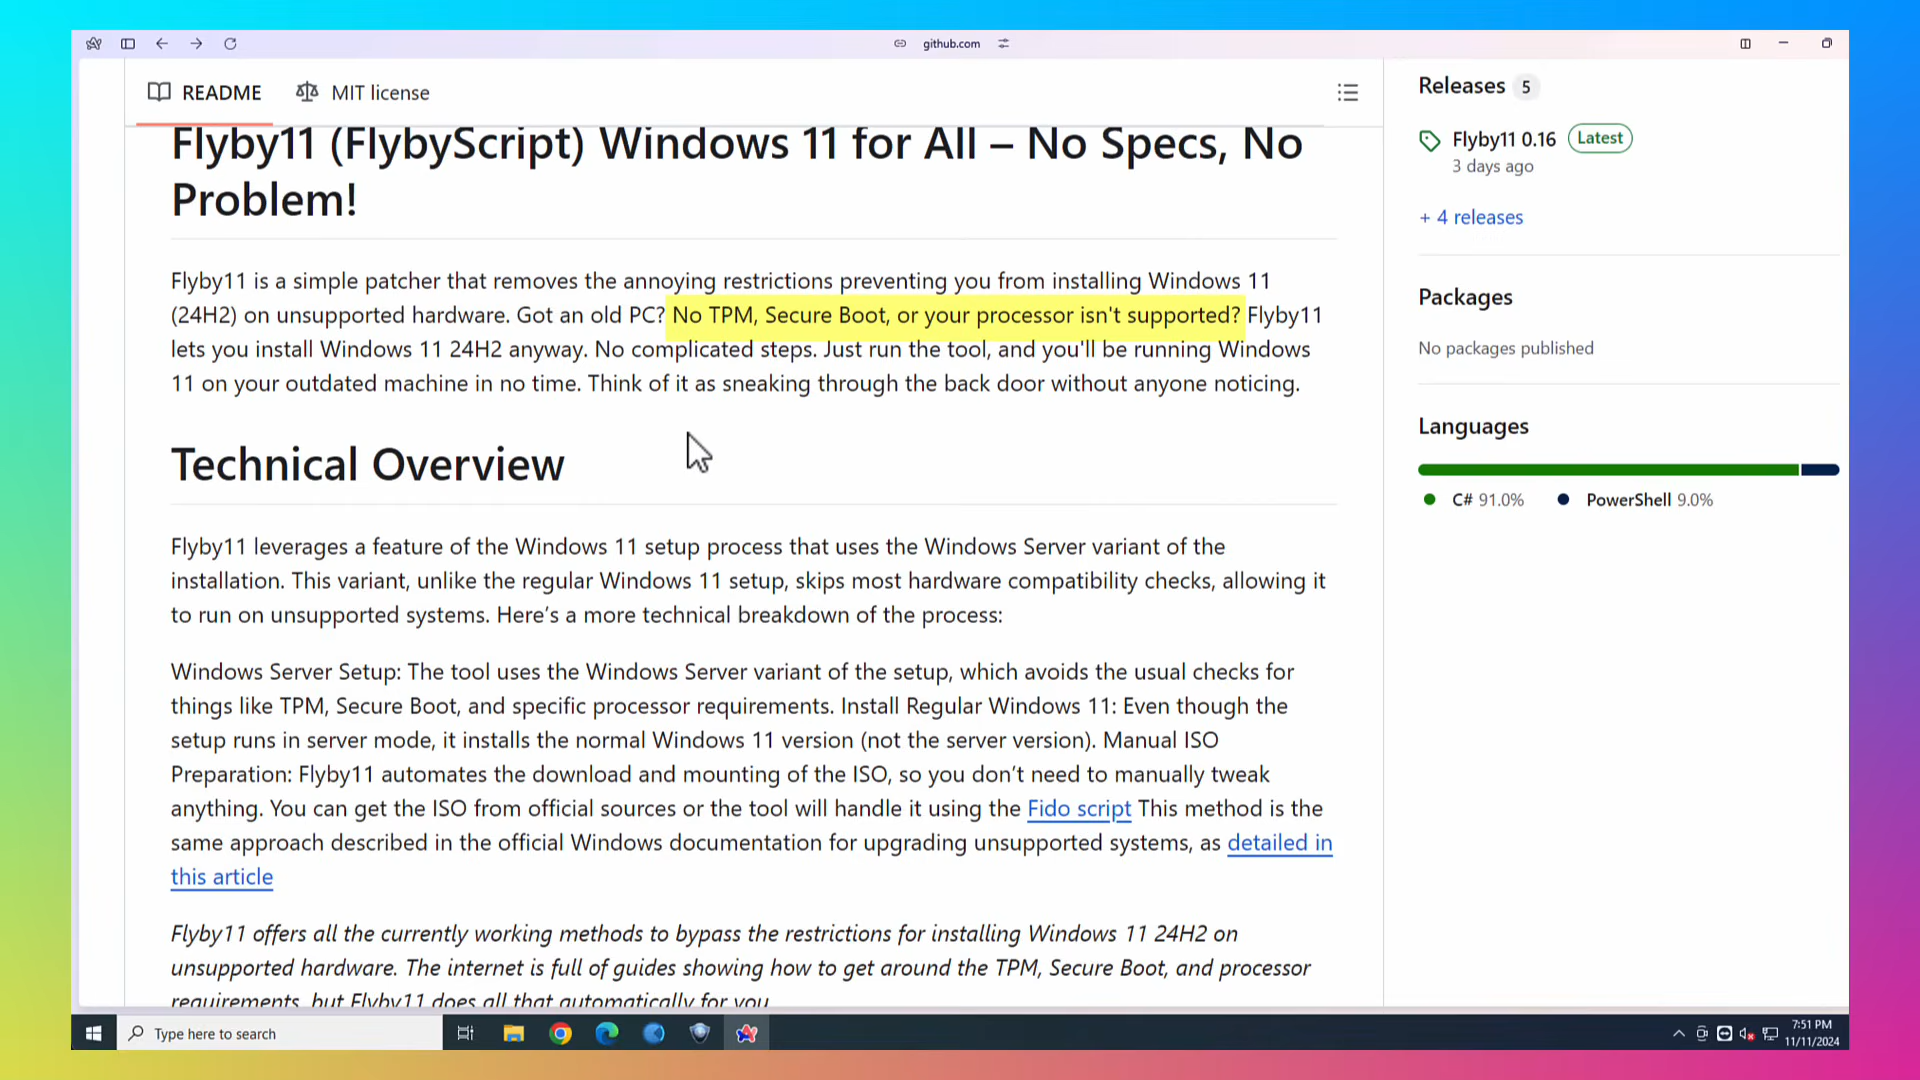 github.com
README
MIT license
Flyby11 (FlybyScript) Windows 11 for All – No Specs, No
Problem!
Flyby11 is a simple patcher that removes the annoying restrictions preventing you from installing Windows 11
(24H2) on unsupported hardware. Got an old PC? No TPM, Secure Boot, or your processor isn't supported? Flyby11
lets you install Windows 11 24H2 anyway. No complicated steps. Just run the tool, and you'll be running Windows
11 on your outdated machine in no time. Think of it as sneaking through the back door without anyone noticing.
Technical Overview
Flyby11 leverages a feature of the Windows 11 setup process that uses the Windows Server variant of the
installation. This variant, unlike the regular Windows 11 setup, skips most hardware compatibility checks, allowing it
to run on unsupported systems. Here’s a more technical breakdown of the process:
Windows Server Setup: The tool uses the Windows Server variant of the setup, which avoids the usual checks for
things like TPM, Secure Boot, and specific processor requirements. Install Regular Windows 11: Even though the
setup runs in server mode, it installs the normal Windows 11 version (not the server version). Manual ISO
Preparation: Flyby11 automates the download and mounting of the ISO, so you don’t need to manually tweak
anything. You can get the ISO from official sources or the tool will handle it using the Fido script This method is the
same approach described in the official Windows documentation for upgrading unsupported systems, as detailed in
this article
Flyby11 offers all the currently working methods to bypass the restrictions for installing Windows 11 24H2 on
unsupported hardware. The internet is full of guides showing how to get around the TPM, Secure Boot, and processor
requirements, but Flyby11 does all that automatically for you
Releases 5
Flyby11 0.16 Latest
3 days ago
+ 4 releases
Packages
No packages published
Languages
C# 91.0% PowerShell 9.0%
Type here to search
7:51 PM
11/11/2024